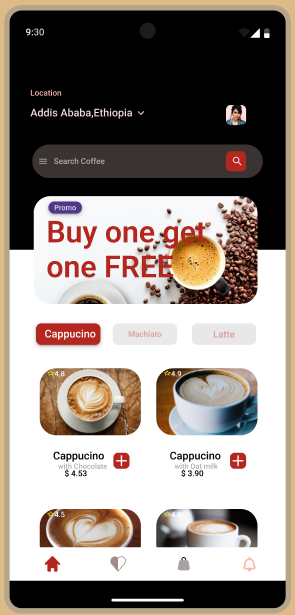 9:30
Location
Addis Ababa,Ethiopia
Search Coffee
Promo
Buy one get
one FREE
Cappucino Machiato Latte
4.8 4.9
Cappucino Cappucino
with Chocolate with Oat milk
$ 4.53 $ 3.90
4.5 4.0